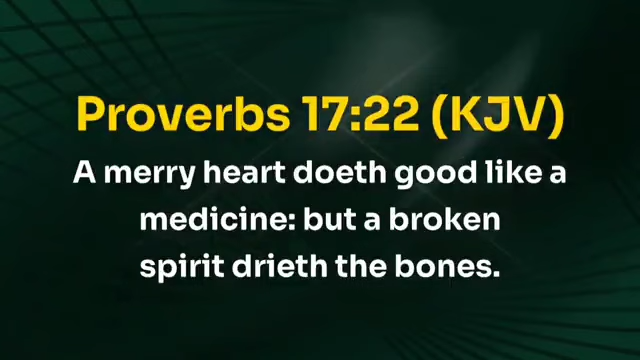 Proverbs 17:22 (KJV)
A merry heart doeth good like a
medicine: but a broken
spirit drieth the bones.